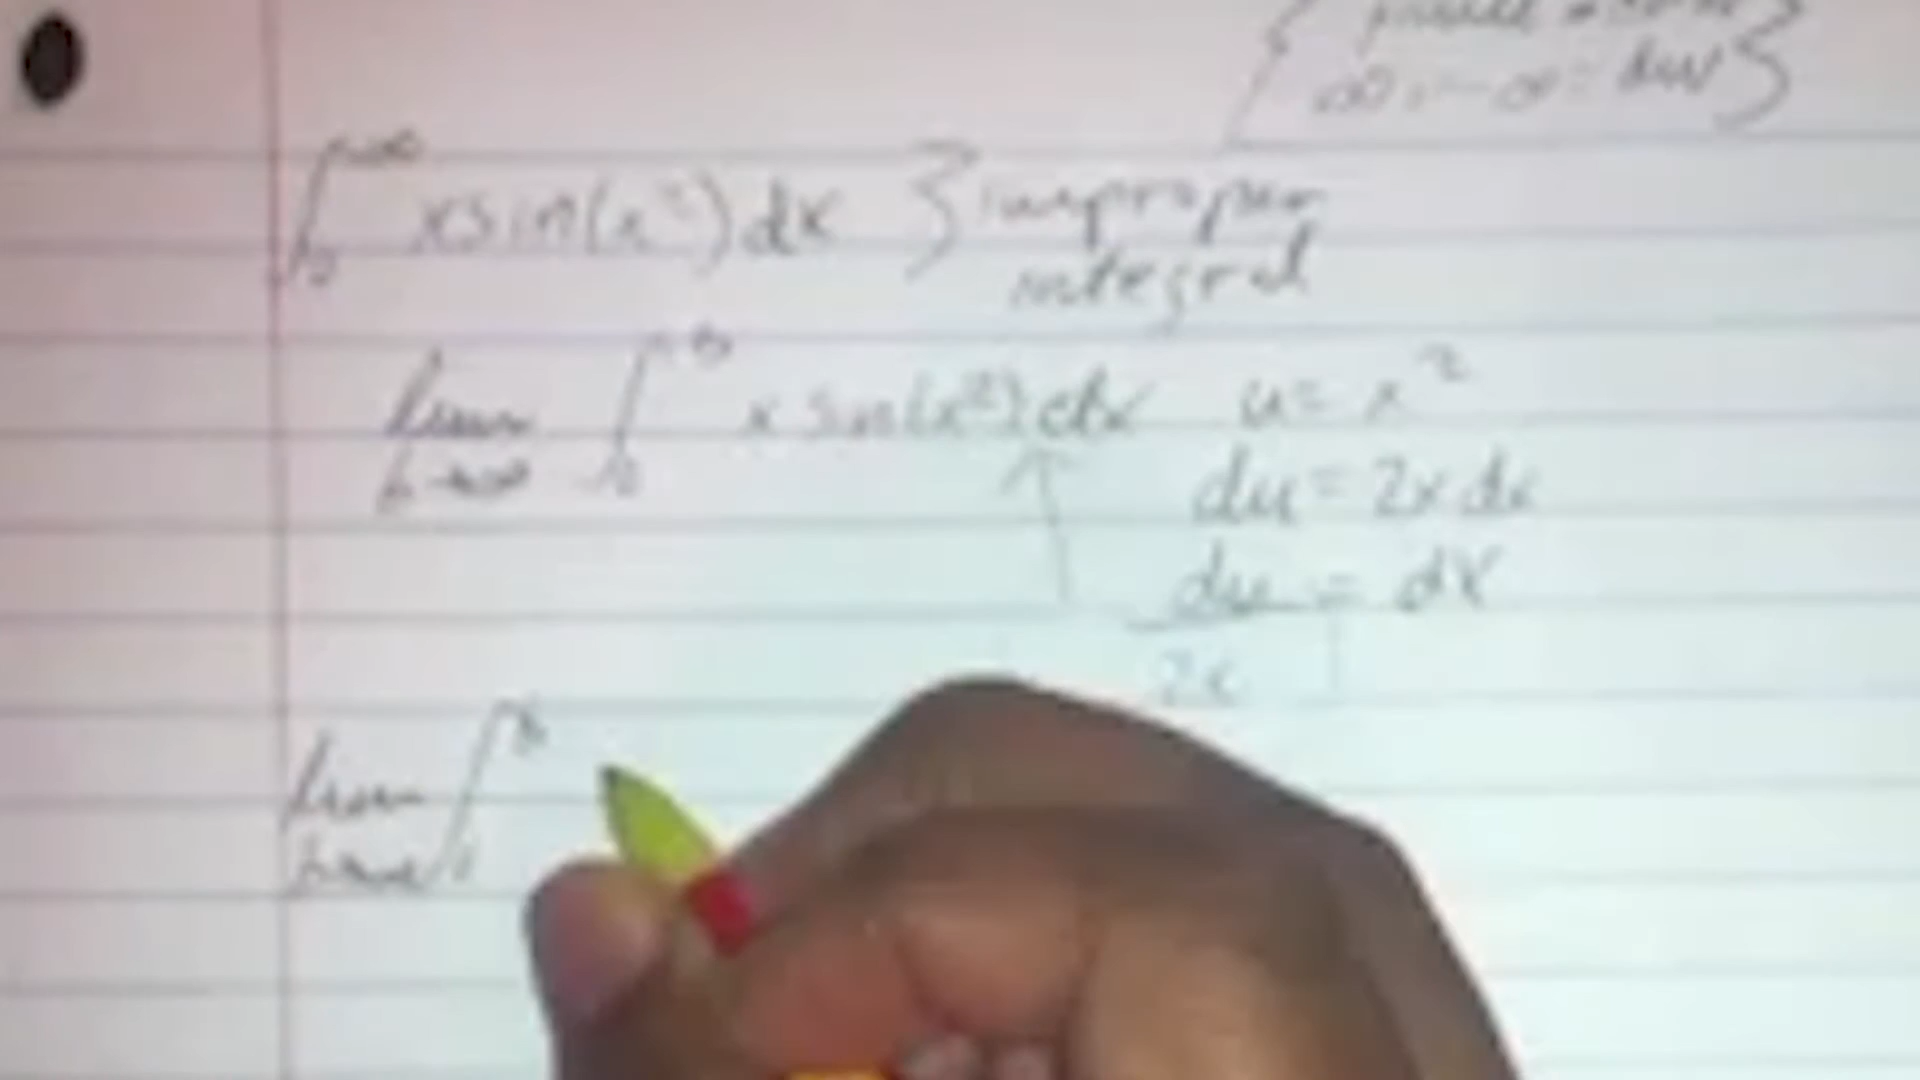 ∞ - ∞ = DW
∫₀^∞ x sin(x²) dx } improper
integral
lim ∫₀^b x sin(x²) dx u = x²
b→∞ du = 2x dx
du = dx
2x
lim ∫ b
b→∞